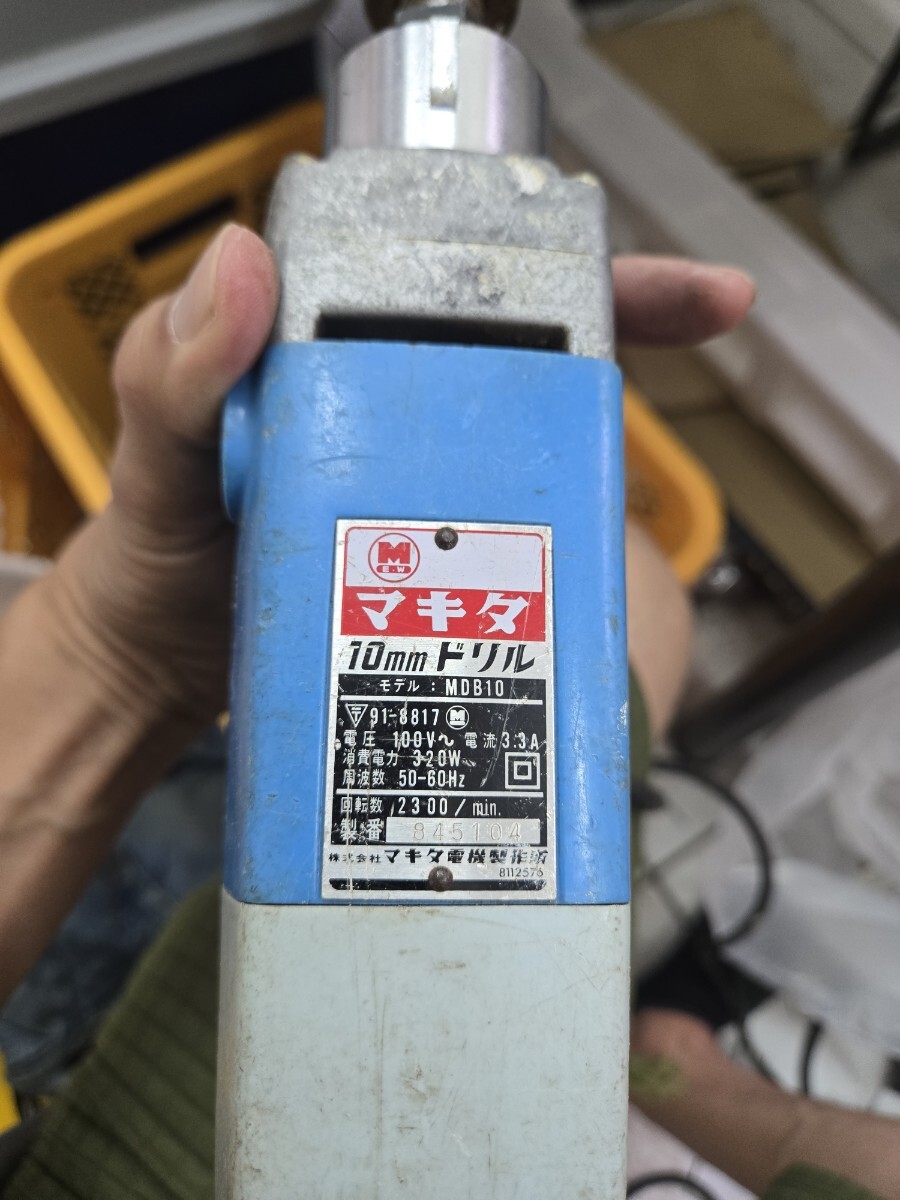 M
E・W
マキタ
10mm ドリル
モデル : MDB10
〒 91-8817 M
電圧 100V〜 電流 3.3A
消費電力 320W
周波数 50-60Hz
回転数 2300/min.
製番 845104
株式会社 マキタ電機製作所
8112576